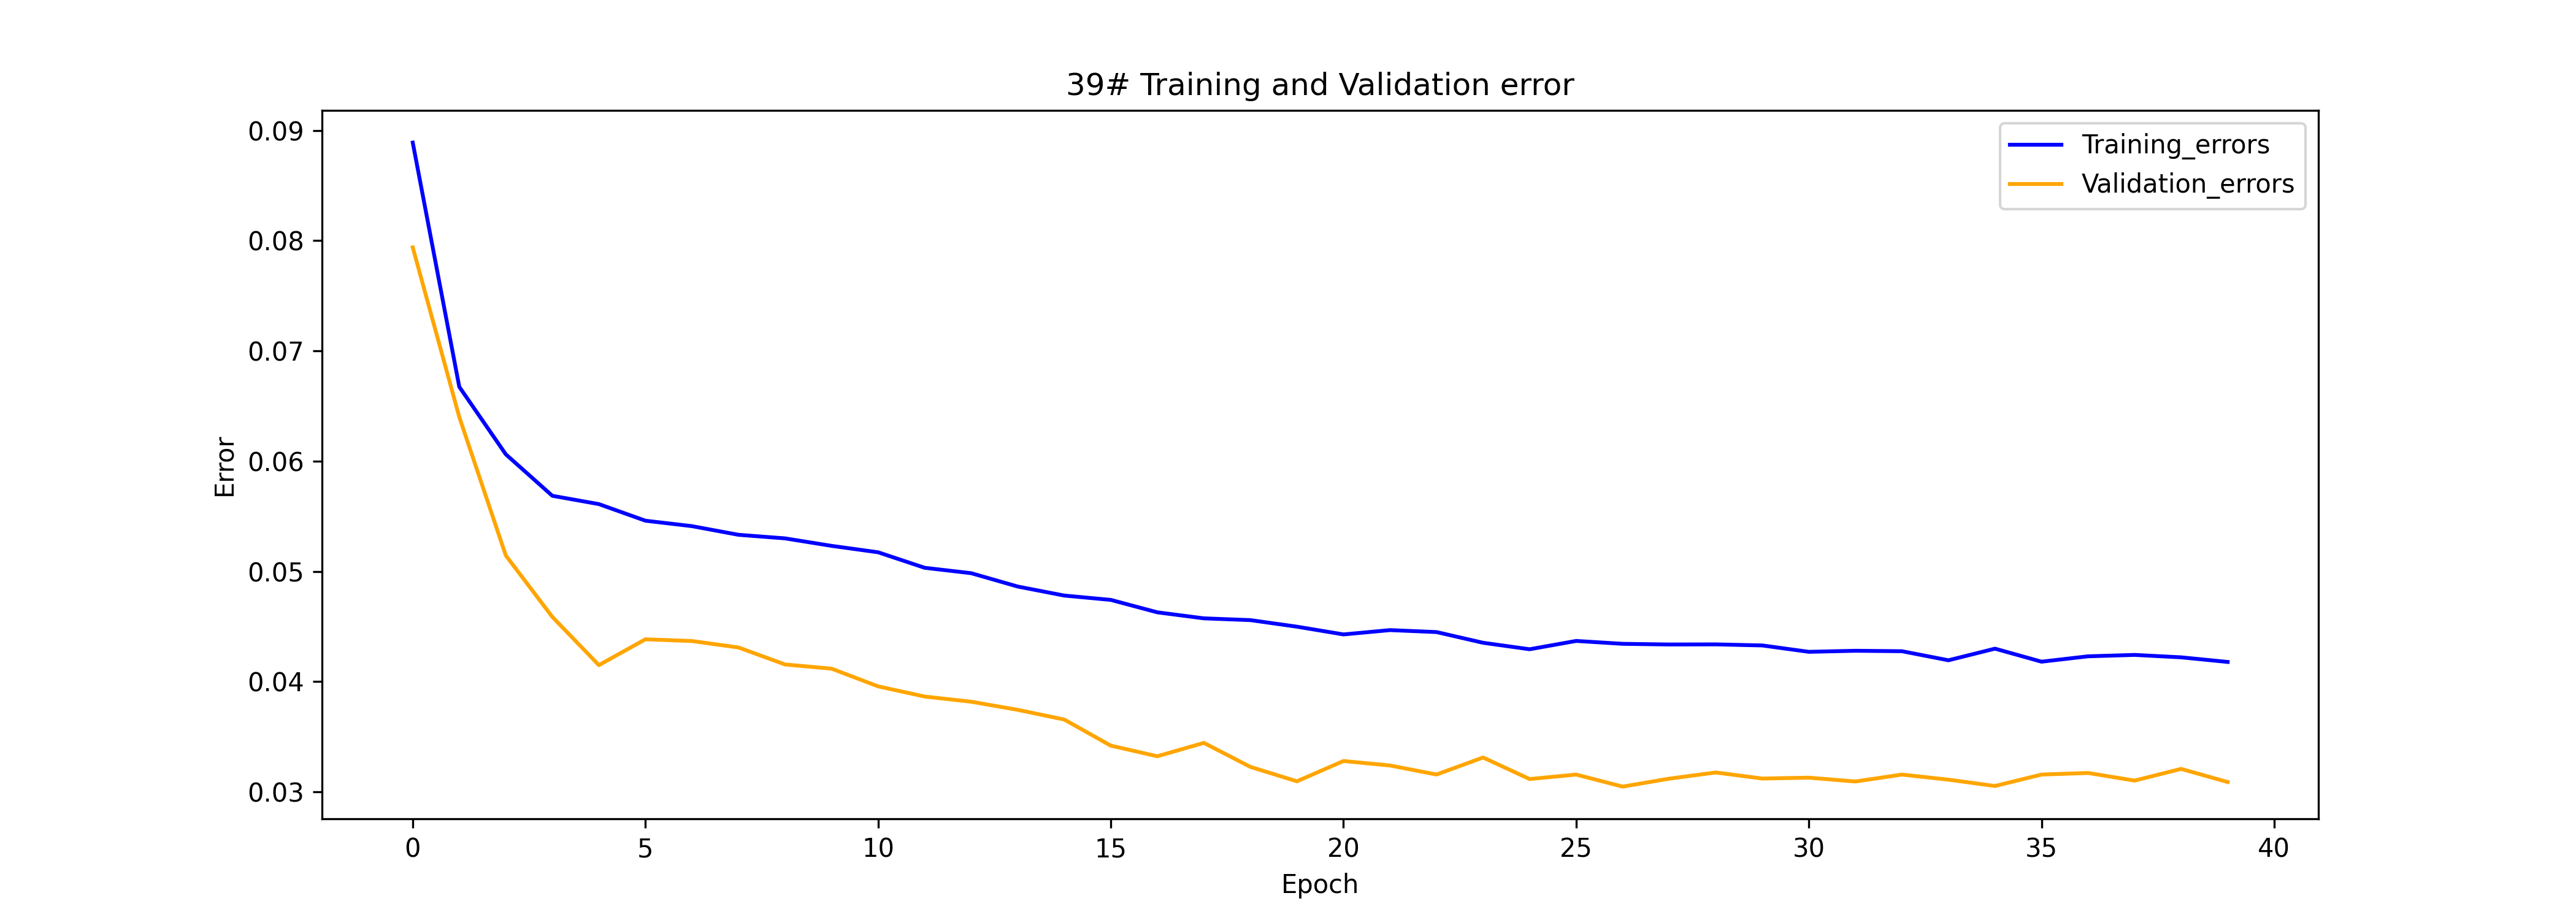 39# Training and Validation error
Training_errors
Validation_errors
0.09
0.08
0.07
0.06
0.05
0.04
0.03
Error
0 5 10 15 20 25 30 35 40
Epoch